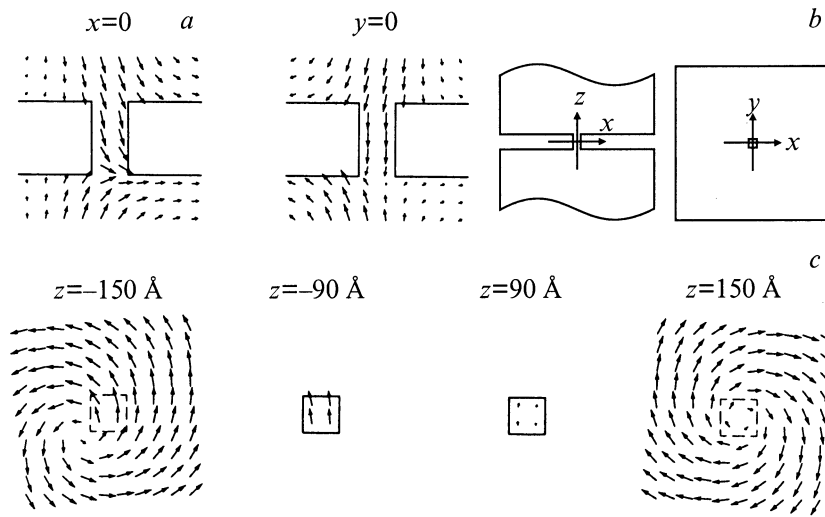 x=0 a y=0 b
z
x
y
x
c
z=–150 Å z=–90 Å z=90 Å z=150 Å